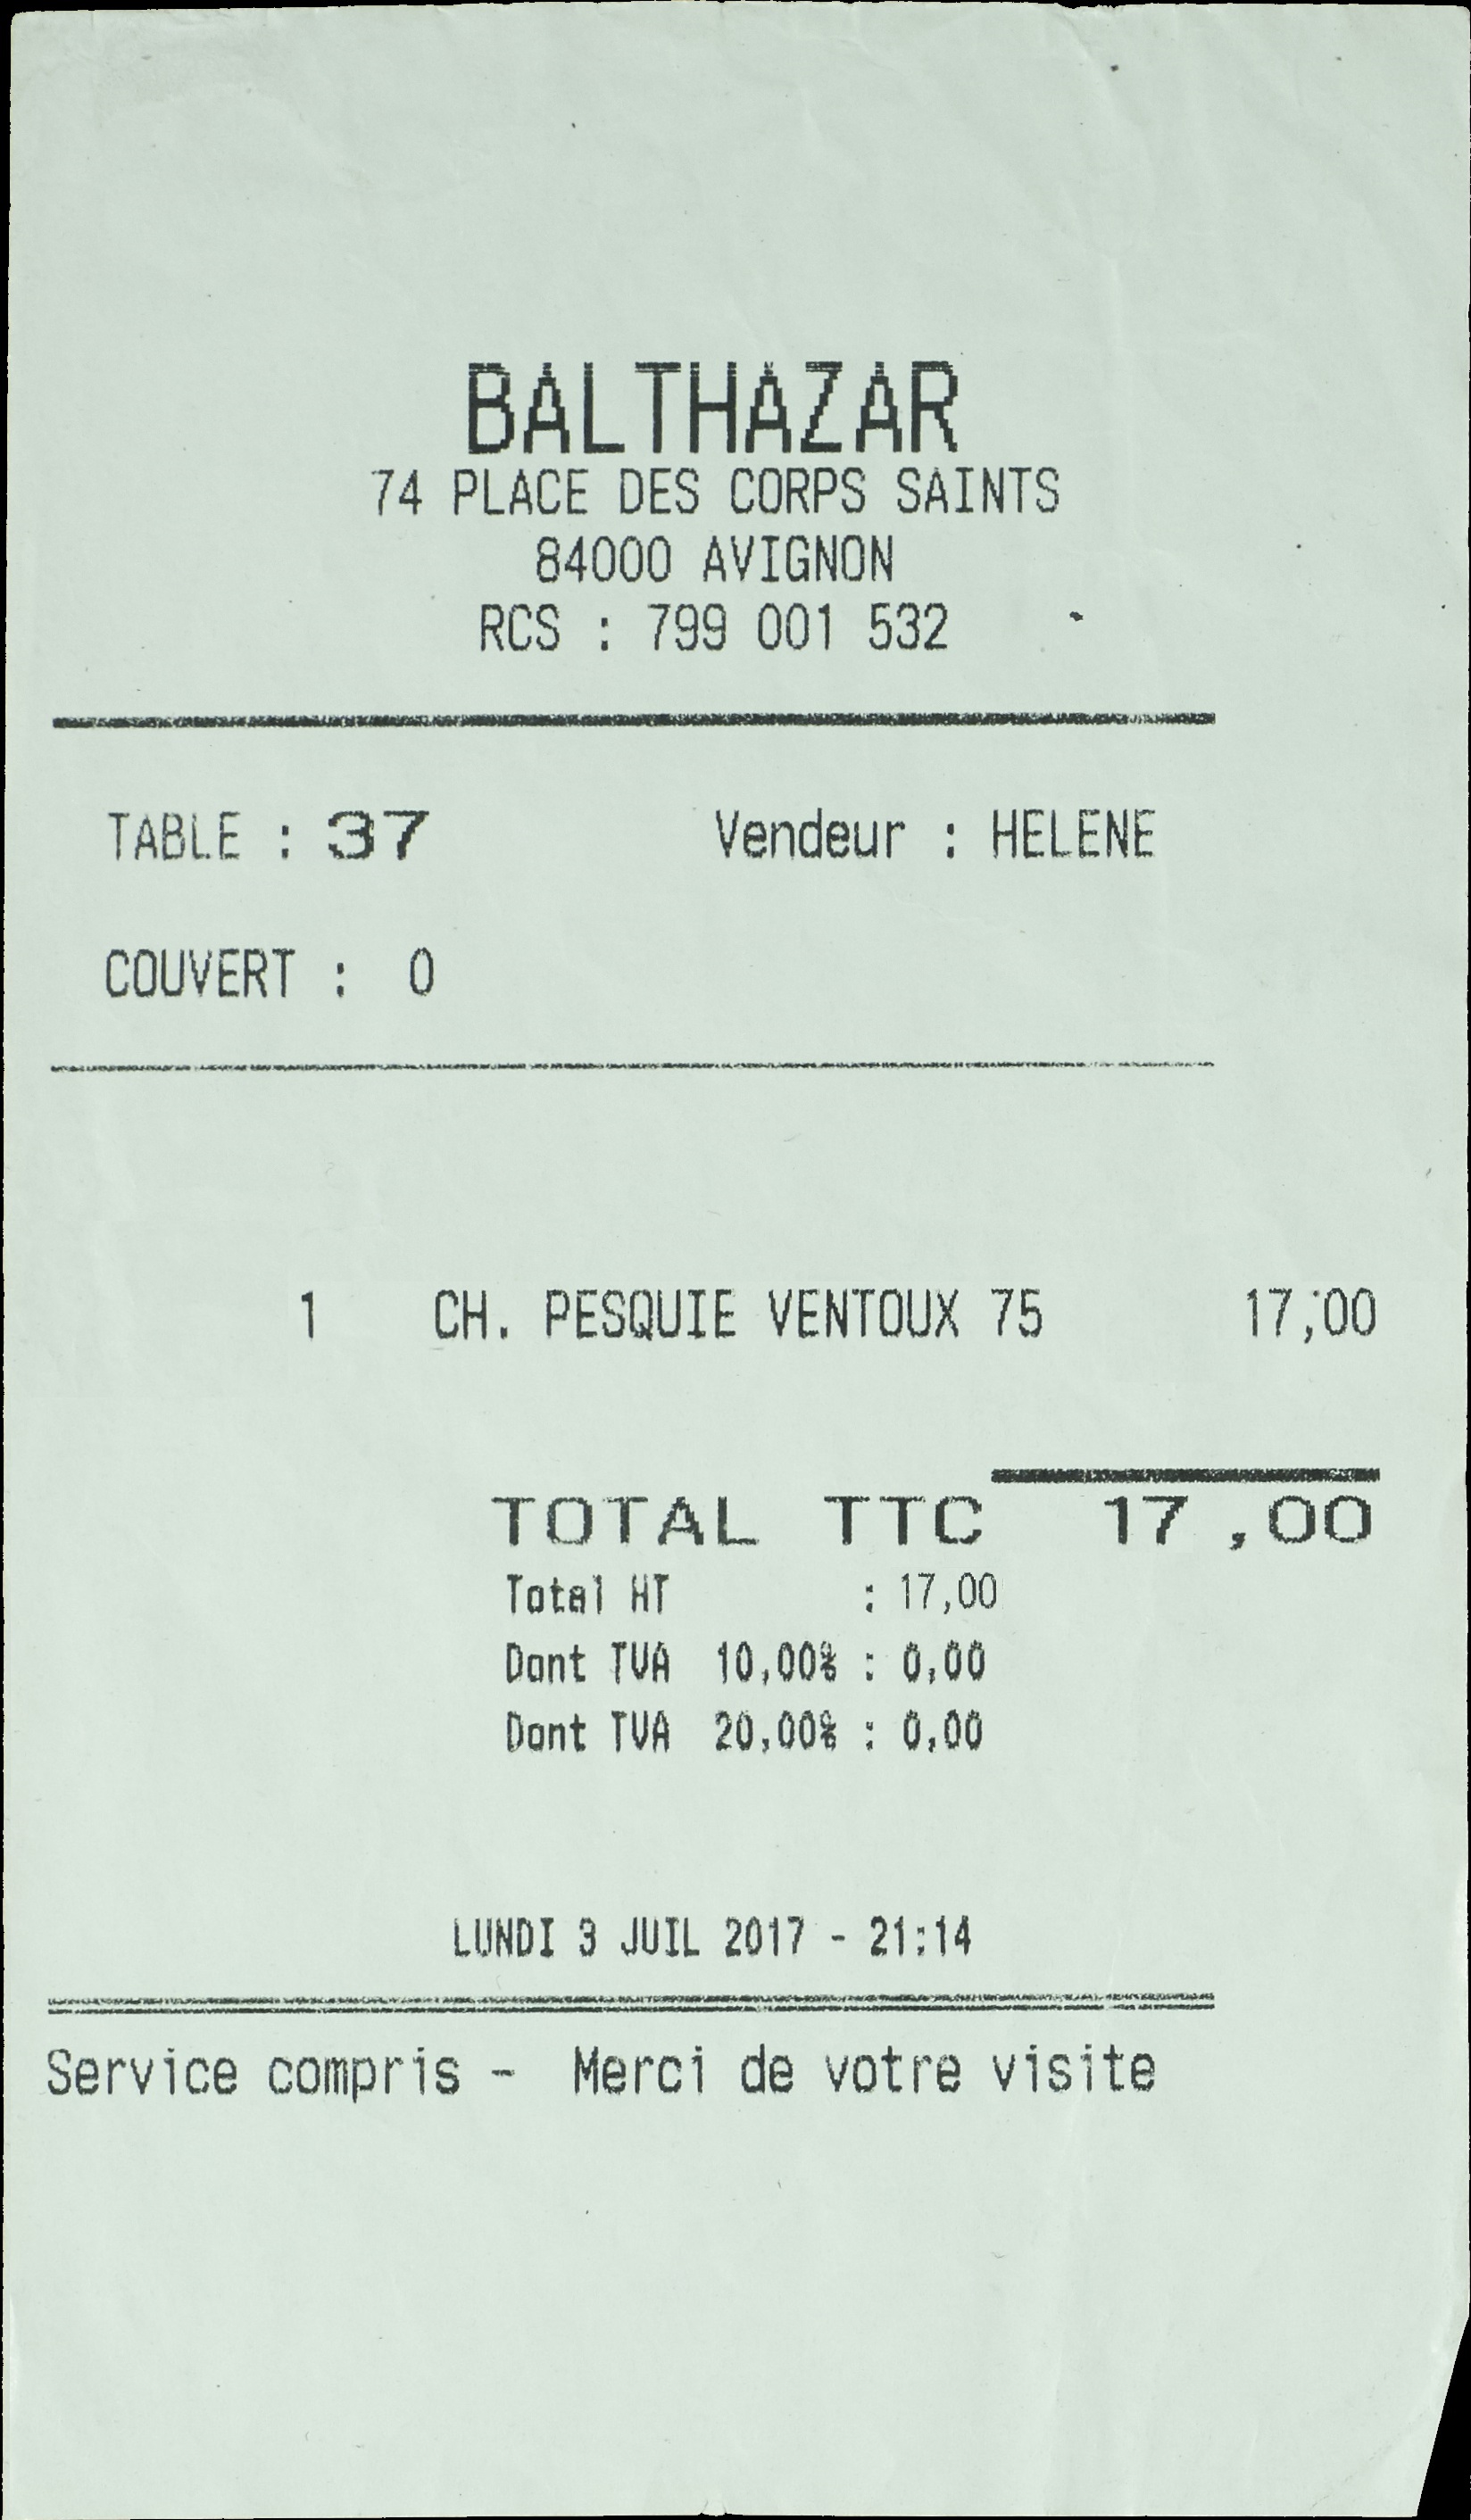 BALTHAZAR
74 PLACE DES CORPS SAINTS
84000 AVIGNON
RCS : 799 001 532
TABLE : 37 Vendeur : HELENE
COUVERT : 0
1 CH. PESQUIE VENTOUX 75 17,00
TOTAL TTC 17,00
Total HT : 17,00
Dont TVA 10,00% : 0,00
Dont TVA 20,00% : 0,00
LUNDI 3 JUIL 2017 - 21:14
Service compris - Merci de votre visite